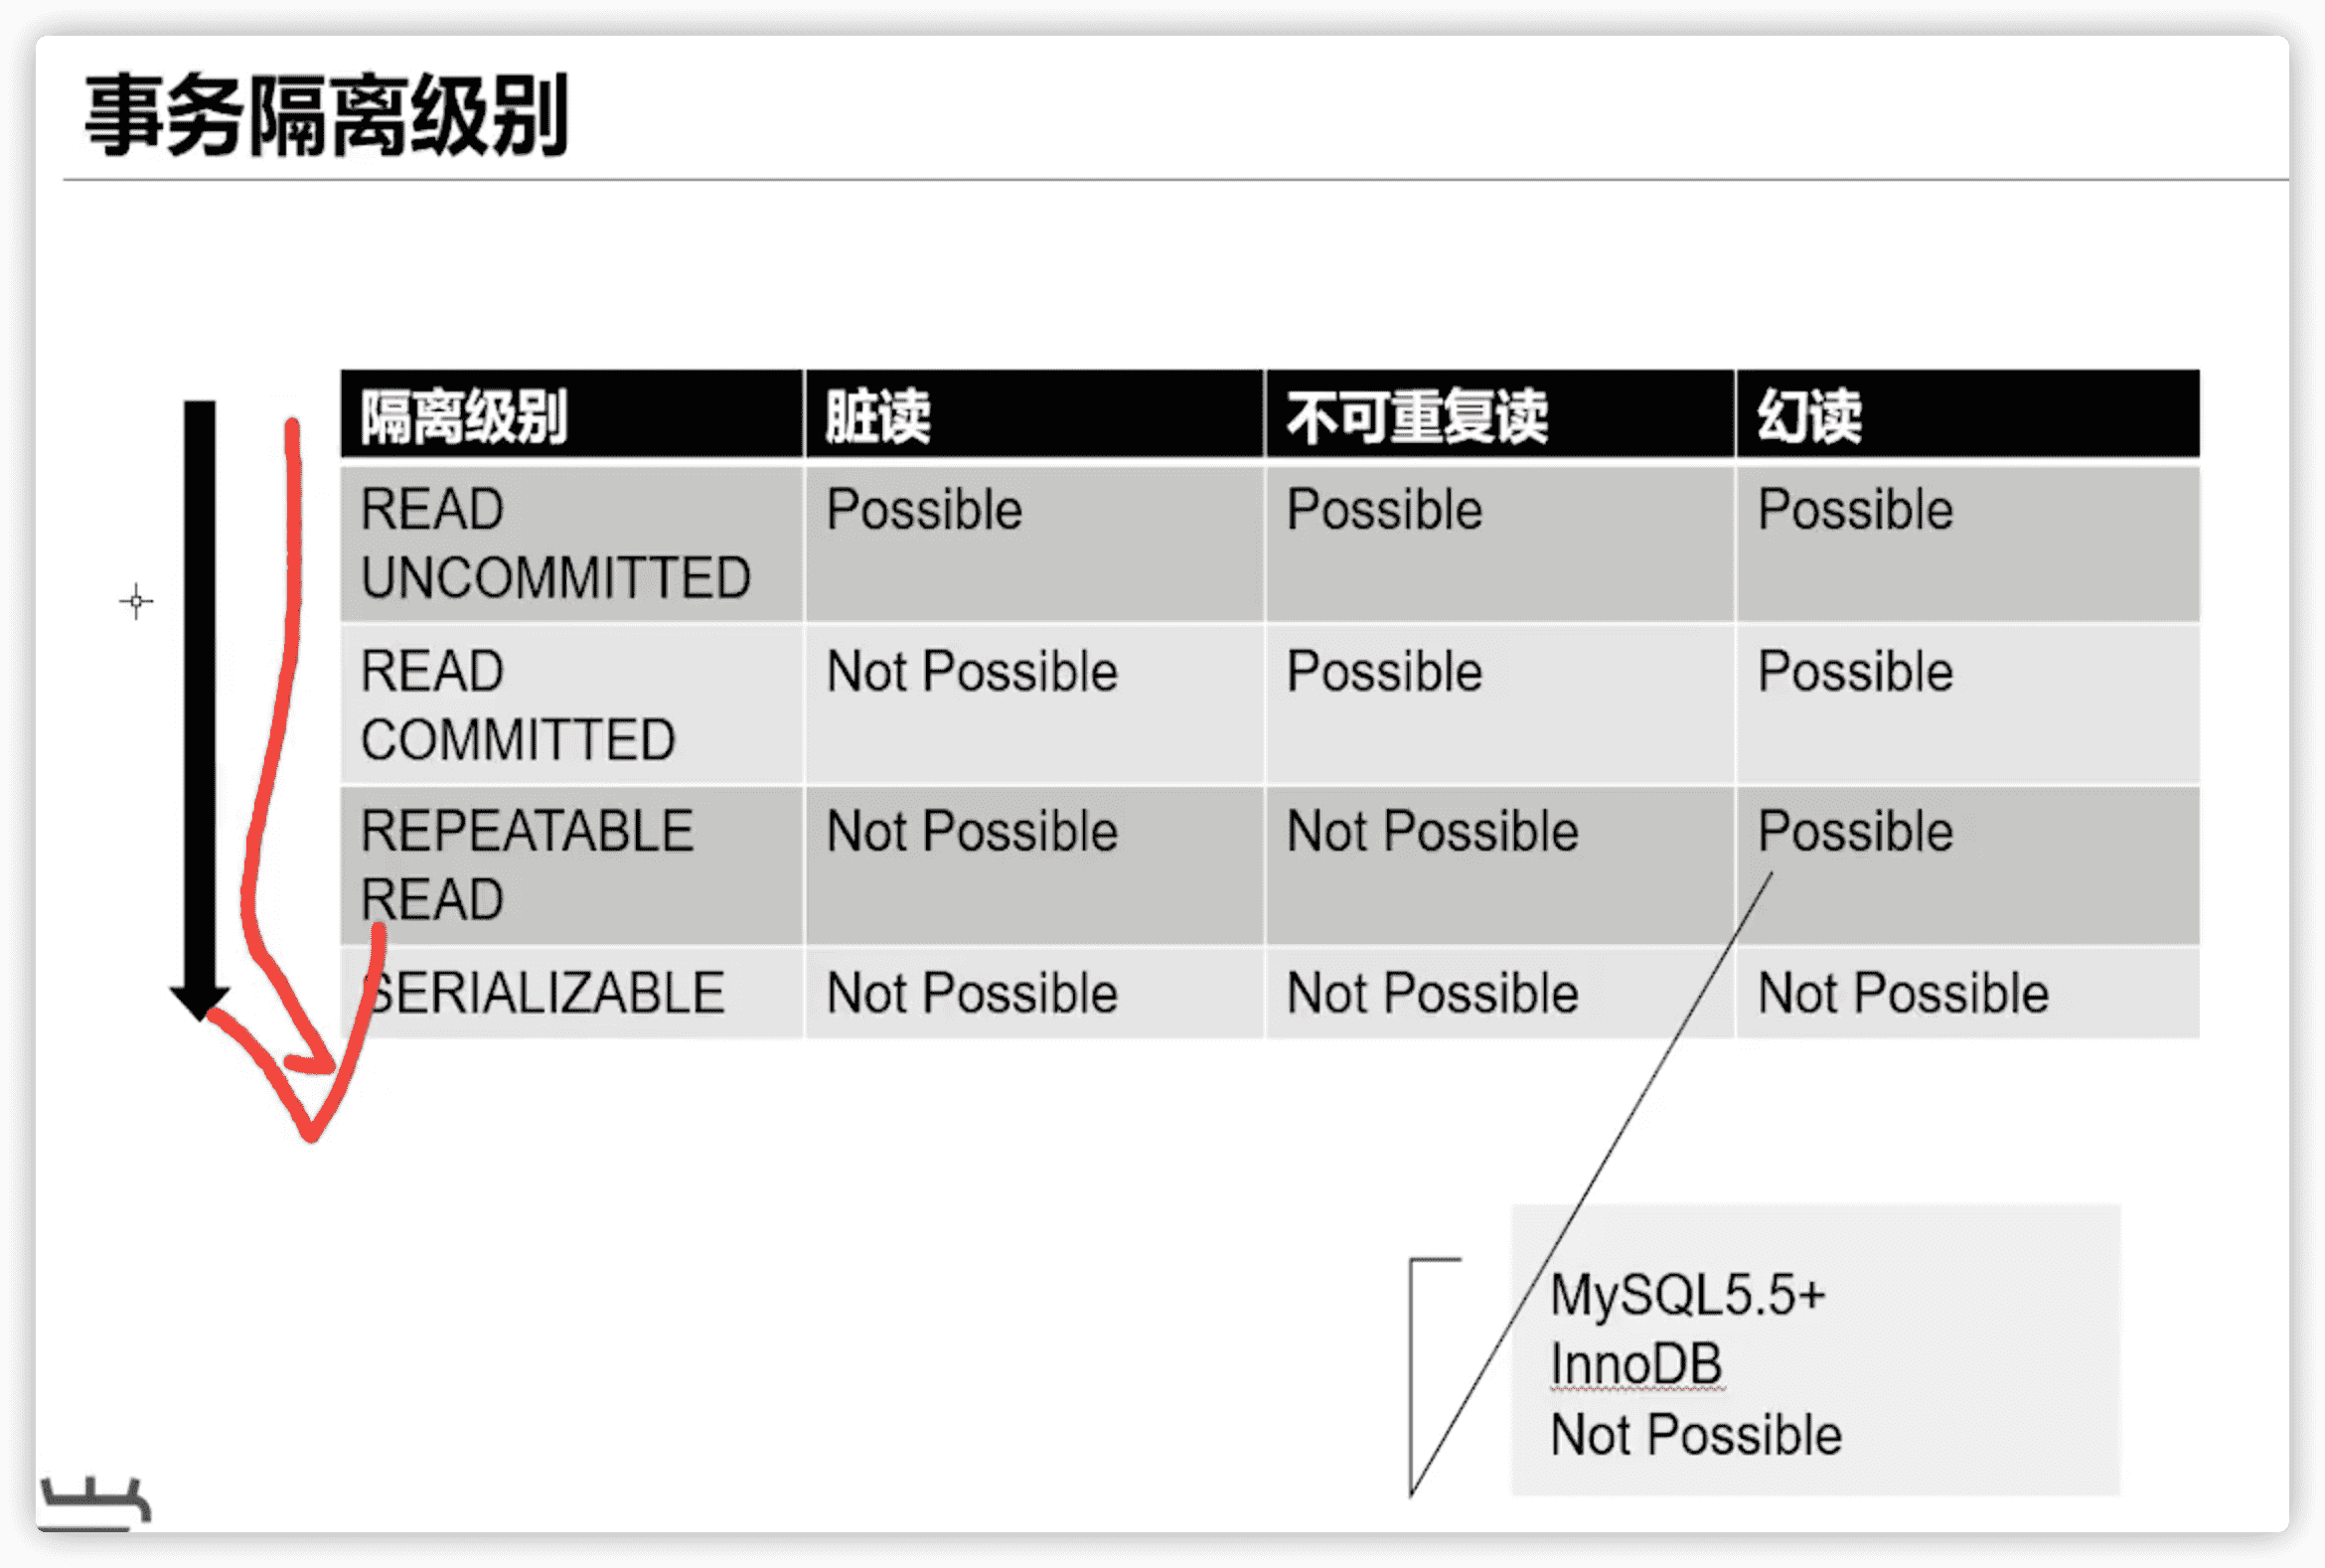 事务隔离级别
隔离级别 脏读 不可重复读 幻读
READ UNCOMMITTED Possible Possible Possible
READ COMMITTED Not Possible Possible Possible
REPEATABLE READ Not Possible Not Possible Possible
SERIALIZABLE Not Possible Not Possible Not Possible
MySQL5.5+
InnoDB
Not Possible